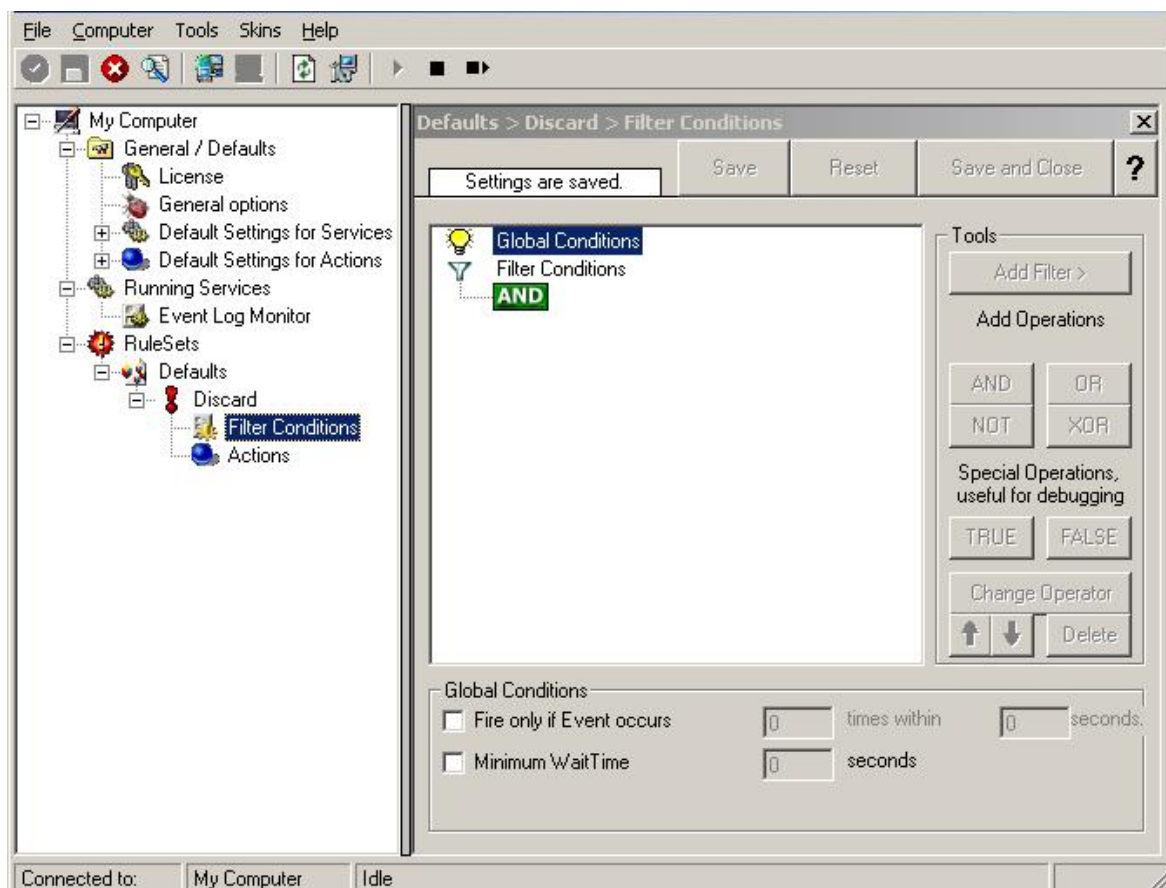 File Computer Tools Skins Help
My Computer
General / Defaults
License
General options
Default Settings for Services
Default Settings for Actions
Running Services
Event Log Monitor
RuleSets
Defaults
Discard
Filter Conditions
Actions
Defaults > Discard > Filter Conditions
Settings are saved.
Save
Reset
Save and Close
?
Global Conditions
Filter Conditions
AND
Tools
Add Filter >
Add Operations
AND OR
NOT XOR
Special Operations,
useful for debugging
TRUE FALSE
Change Operator
Delete
Global Conditions
Fire only if Event occurs 0 times within 0 seconds.
Minimum WaitTime 0 seconds
Connected to: My Computer Idle